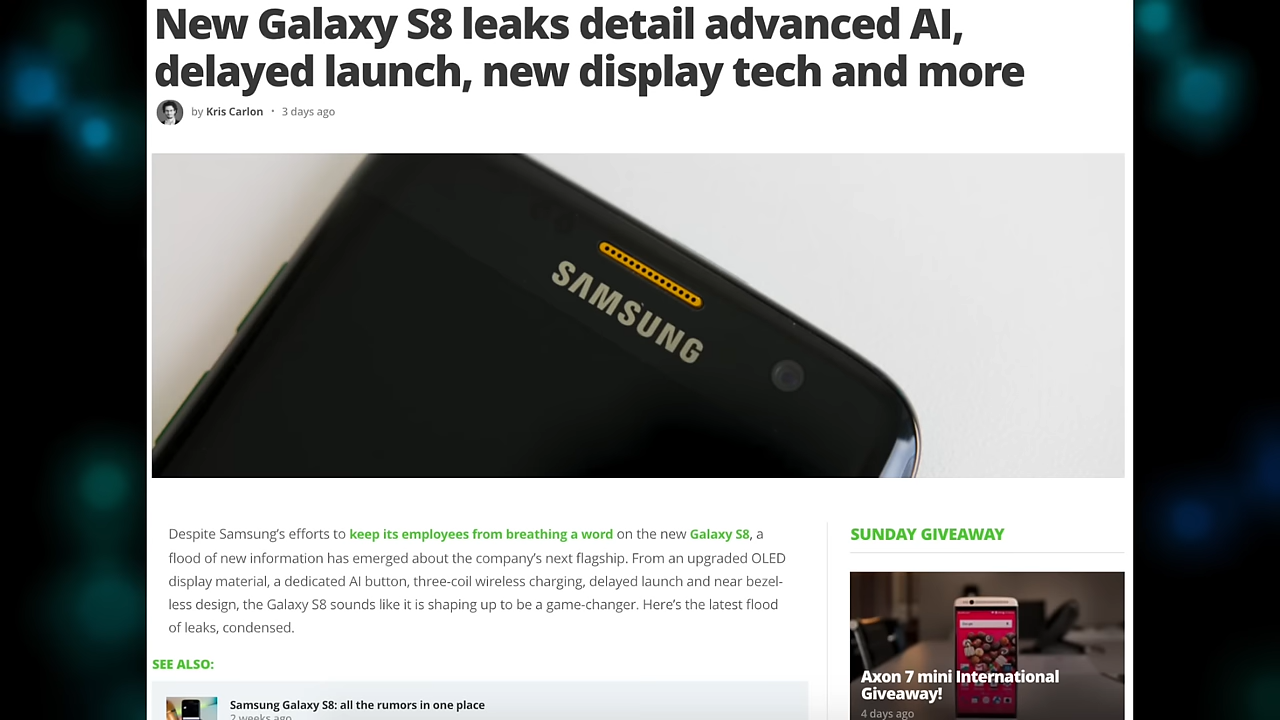 New Galaxy S8 leaks detail advanced AI,
delayed launch, new display tech and more
by Kris Carlon • 3 days ago
SAMSUNG
Despite Samsung's efforts to keep its employees from breathing a word on the new Galaxy S8, a
flood of new information has emerged about the company's next flagship. From an upgraded OLED
display material, a dedicated AI button, three-coil wireless charging, delayed launch and near bezel-
less design, the Galaxy S8 sounds like it is shaping up to be a game-changer. Here's the latest flood
of leaks, condensed.
SEE ALSO:
Samsung Galaxy S8: all the rumors in one place
2 weeks ago
SUNDAY GIVEAWAY
Axon 7 mini International
Giveaway!
4 days ago